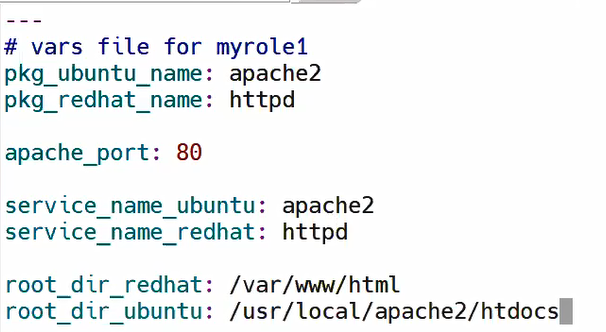 ---
# vars file for myrole1
pkg_ubuntu_name: apache2
pkg_redhat_name: httpd
apache_port: 80
service_name_ubuntu: apache2
service_name_redhat: httpd
root_dir_redhat: /var/www/html
root_dir_ubuntu: /usr/local/apache2/htdocs